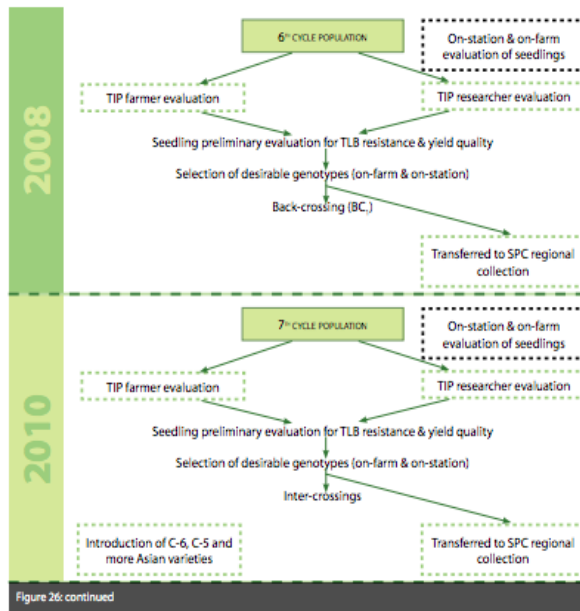 2008
6TH CYCLE POPULATION
On-station & on-farm
evaluation of seedlings
TIP farmer evaluation
TIP researcher evaluation
Seedling preliminary evaluation for TLB resistance & yield quality
Selection of desirable genotypes (on-farm & on-station)
Back-crossing (BC₁)
Transferred to SPC regional
collection
2010
7TH CYCLE POPULATION
On-station & on-farm
evaluation of seedlings
TIP farmer evaluation
TIP researcher evaluation
Seedling preliminary evaluation for TLB resistance & yield quality
Selection of desirable genotypes (on-farm & on-station)
Inter-crossings
Introduction of C-6, C-5 and
more Asian varieties
Transferred to SPC regional
collection
Figure 26: continued